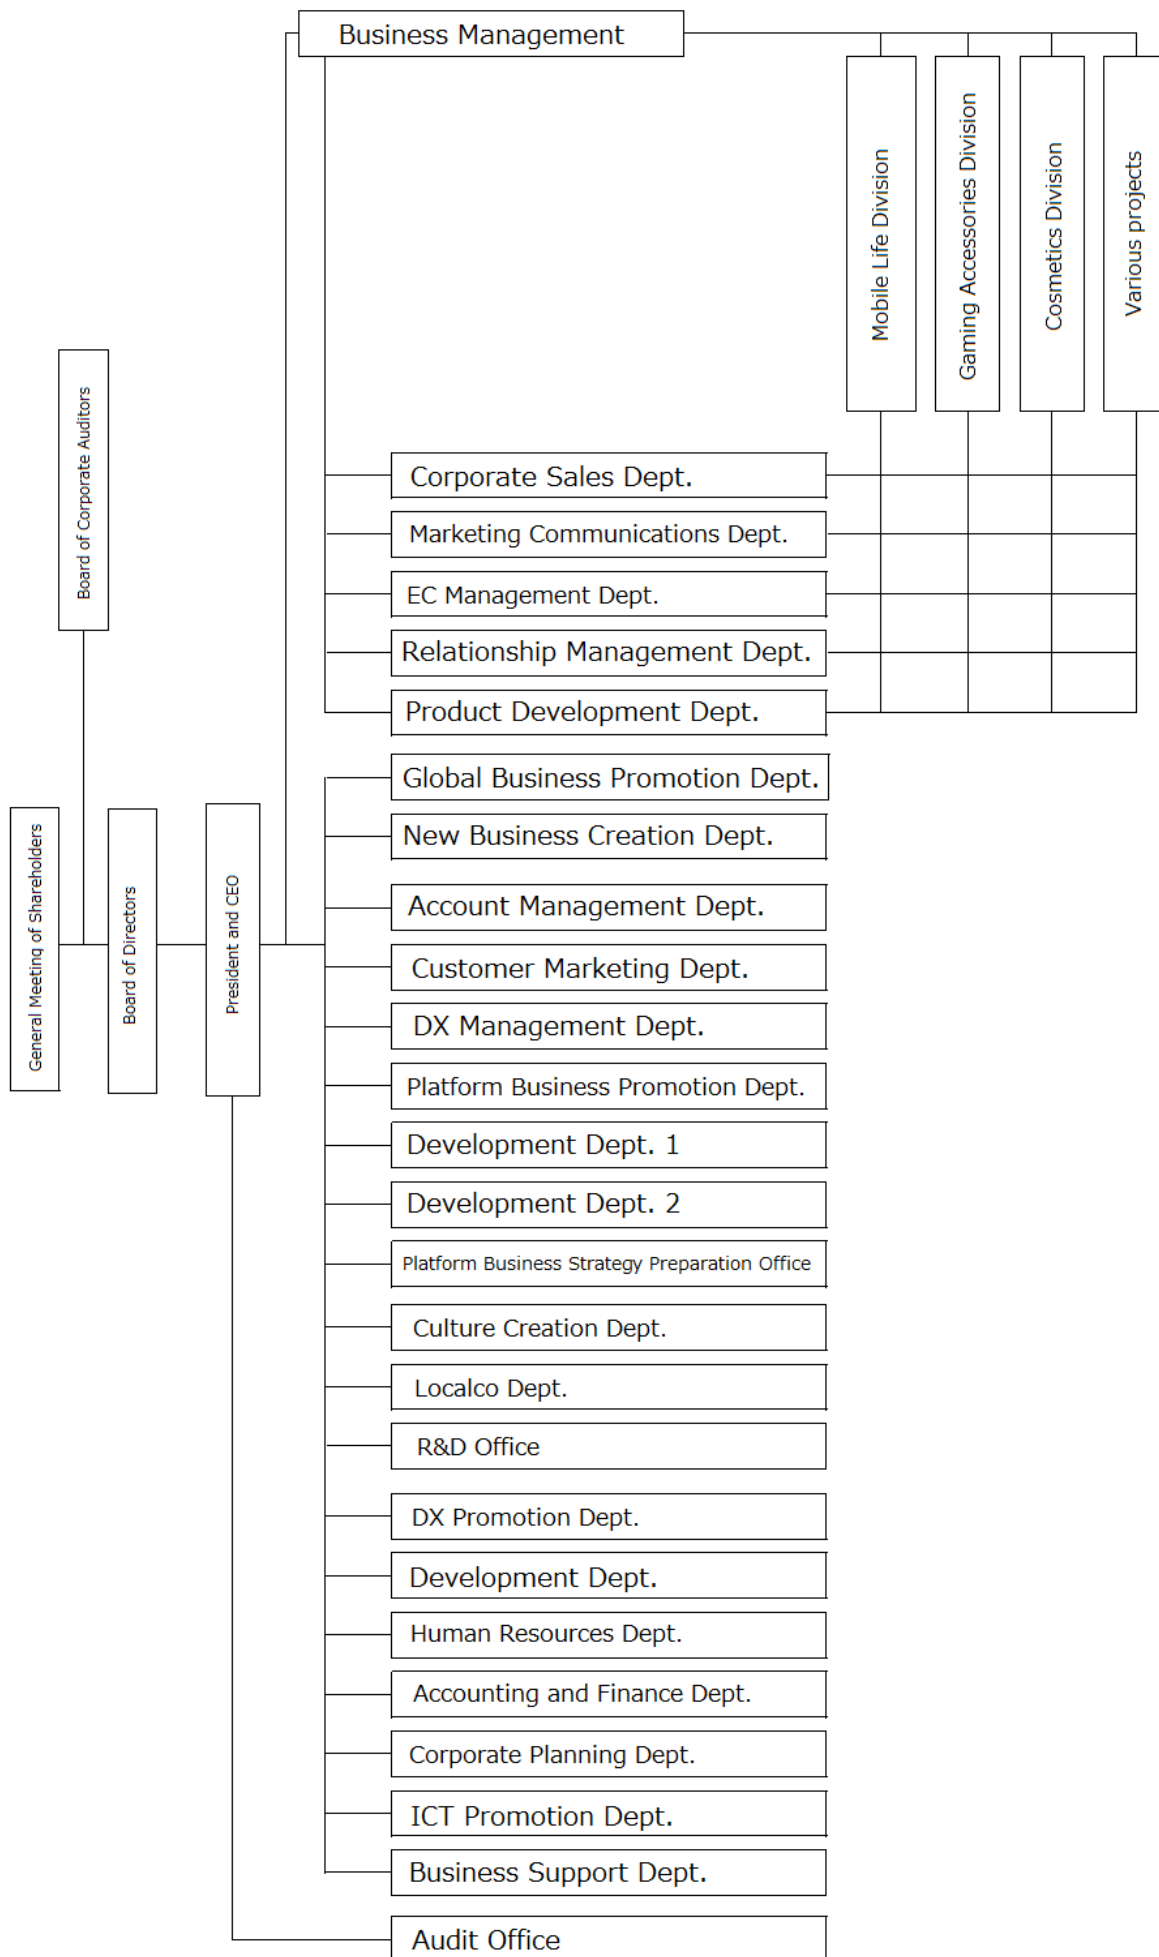 Business Management
Mobile Life Division
Gaming Accessories Division
Cosmetics Division
Various projects
Board of Corporate Auditors
Corporate Sales Dept.
Marketing Communications Dept.
EC Management Dept.
Relationship Management Dept.
Product Development Dept.
General Meeting of Shareholders
Board of Directors
President and CEO
Global Business Promotion Dept.
New Business Creation Dept.
Account Management Dept.
Customer Marketing Dept.
DX Management Dept.
Platform Business Promotion Dept.
Development Dept. 1
Development Dept. 2
Platform Business Strategy Preparation Office
Culture Creation Dept.
Localco Dept.
R&D Office
DX Promotion Dept.
Development Dept.
Human Resources Dept.
Accounting and Finance Dept.
Corporate Planning Dept.
ICT Promotion Dept.
Business Support Dept.
Audit Office